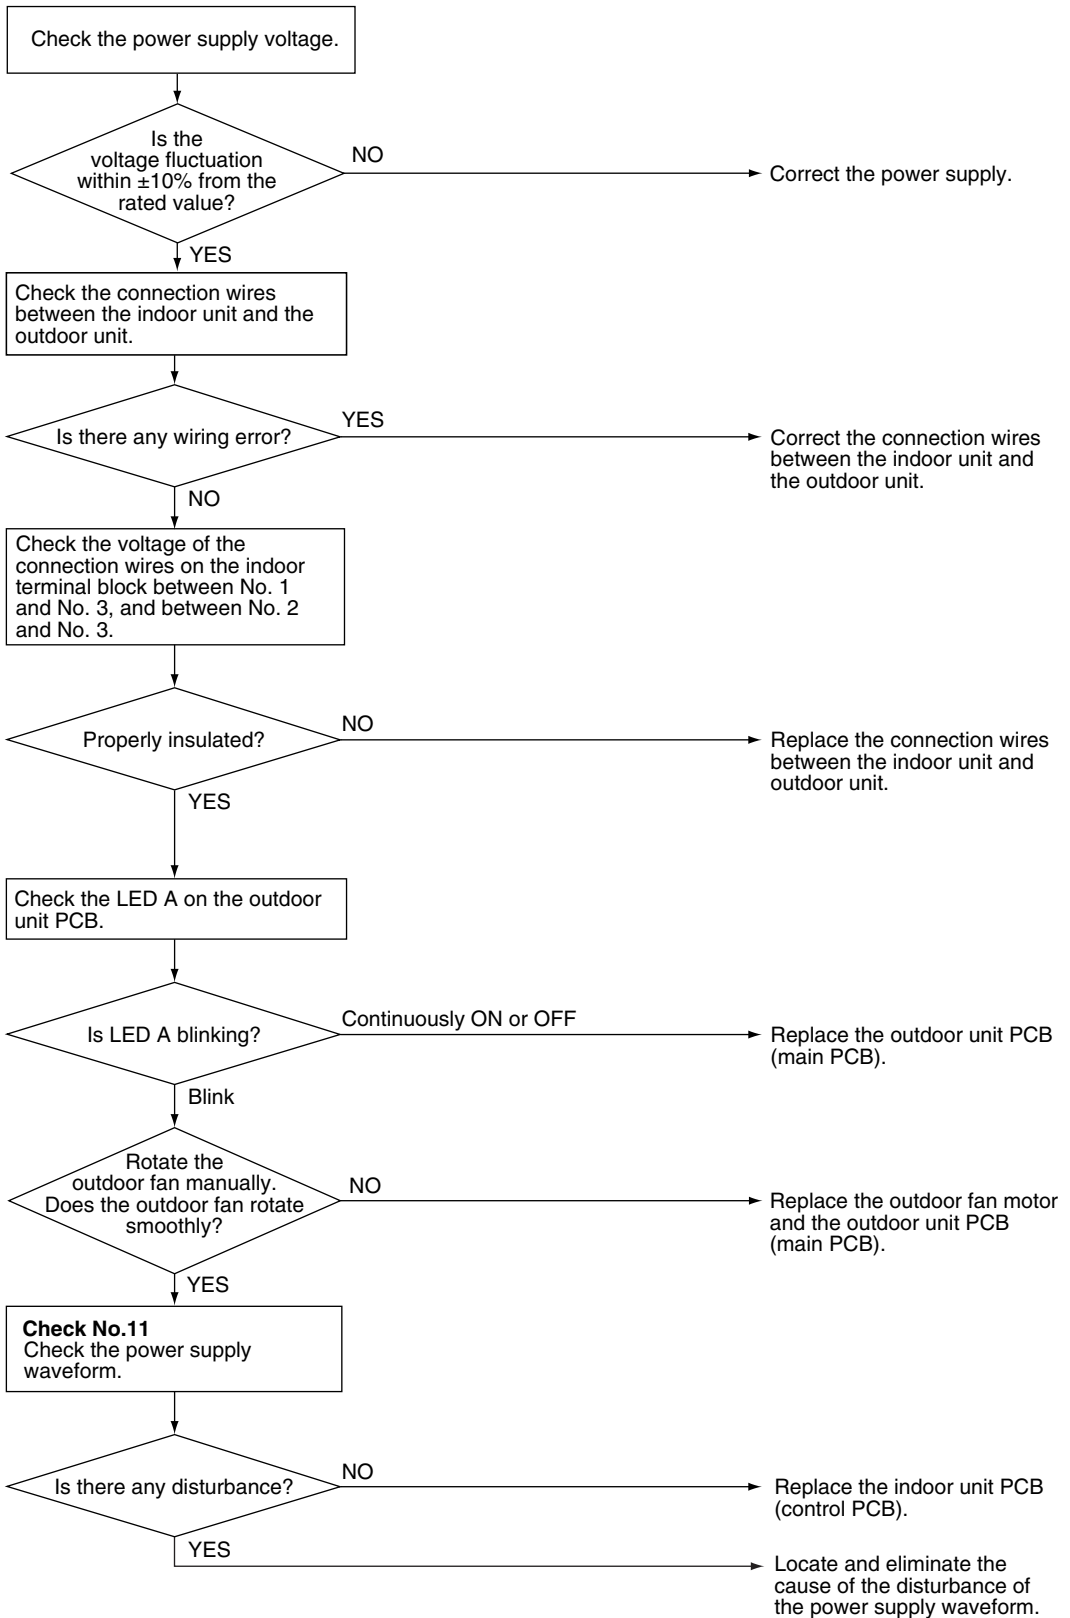 Check the power supply voltage.
Is the
voltage fluctuation
within ±10% from the
rated value?
NO
Correct the power supply.
YES
Check the connection wires
between the indoor unit and the
outdoor unit.
Is there any wiring error?
YES
Correct the connection wires
between the indoor unit and
the outdoor unit.
NO
Check the voltage of the
connection wires on the indoor
terminal block between No. 1
and No. 3, and between No. 2
and No. 3.
Properly insulated?
NO
Replace the connection wires
between the indoor unit and
outdoor unit.
YES
Check the LED A on the outdoor
unit PCB.
Is LED A blinking?
Continuously ON or OFF
Replace the outdoor unit PCB
(main PCB).
Blink
Rotate the
outdoor fan manually.
Does the outdoor fan rotate
smoothly?
NO
Replace the outdoor fan motor
and the outdoor unit PCB
(main PCB).
YES
Check No.11
Check the power supply
waveform.
Is there any disturbance?
NO
Replace the indoor unit PCB
(control PCB).
YES
Locate and eliminate the
cause of the disturbance of
the power supply waveform.